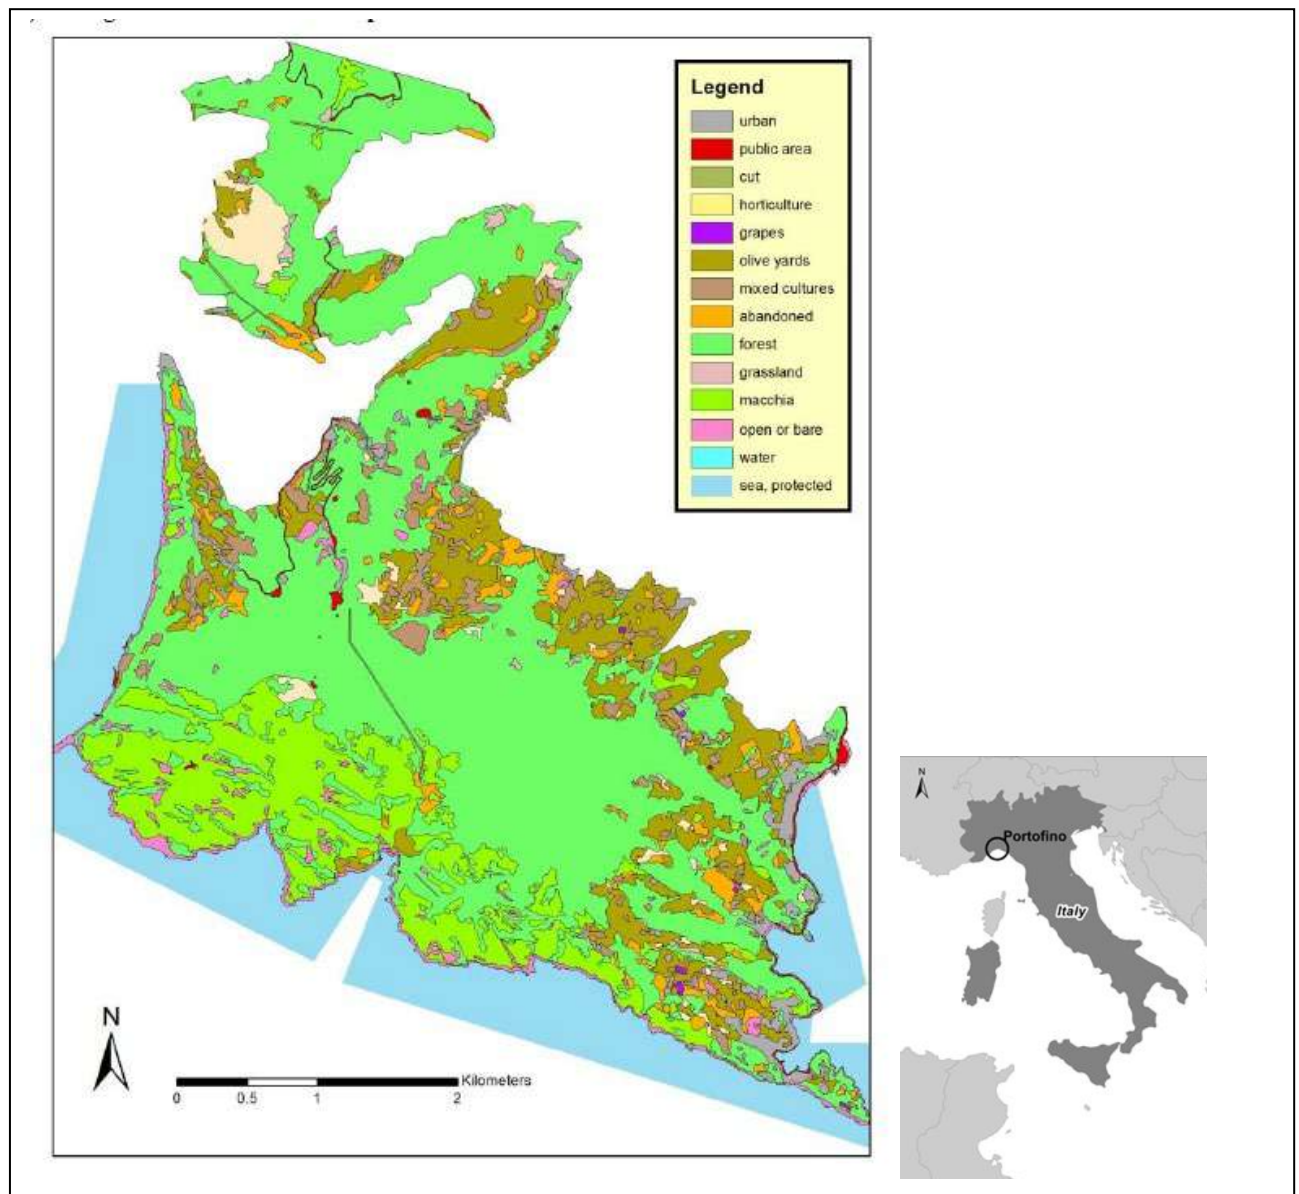 Legend
urban
public area
cut
horticulture
grapes
olive yards
mixed cultures
abandoned
forest
grassland
macchia
open or bare
water
sea, protected
N
Kilometers
0 0.5 1 2
N
Portofino
Italy